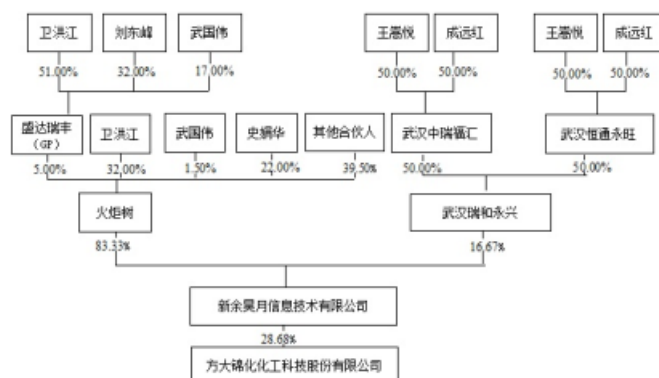 卫洪江 刘东峰 武国伟 王嵩悦 成远红 王嵩悦 成远红
51.00% 32.00% 17.00% 50.00% 50.00% 50.00% 50.00%
盛达瑞丰
(GP)
卫洪江 武国伟 史娟华 其他合伙人 武汉中瑞福汇 武汉恒通永旺
5.00% 32.00% 1.50% 22.00% 39.50% 50.00% 50.00%
火炬树 武汉瑞和永兴
83.33% 16.67%
新余昊月信息技术有限公司
28.68%
方大锦化化工科技股份有限公司